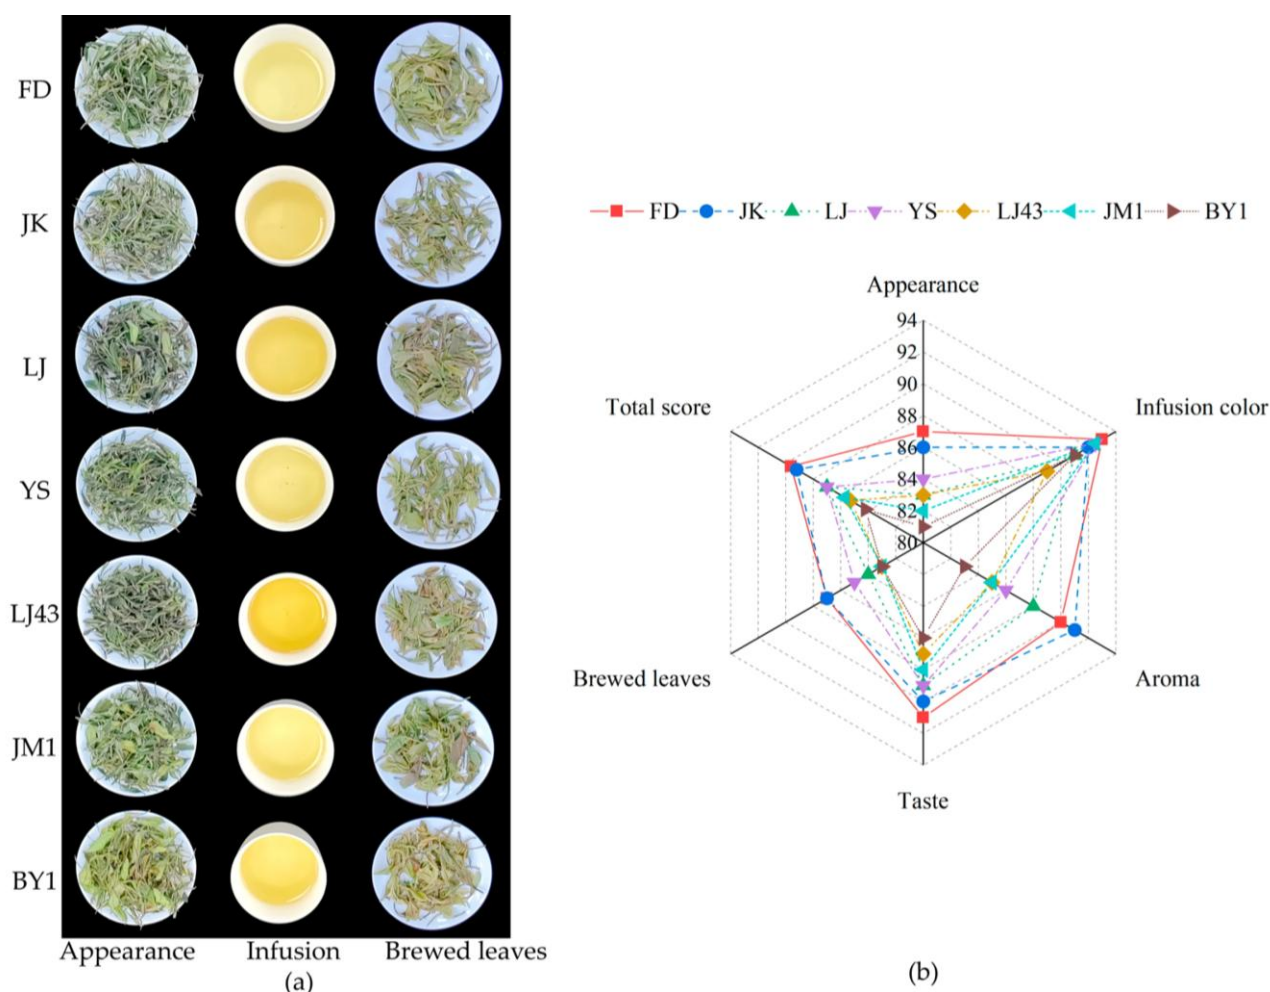 FD
JK
LJ
YS
LJ43
JM1
BY1
Appearance Infusion Brewed leaves
(a)
FD JK LJ YS LJ43 JM1 BY1
Appearance
94
92
90
88
86
84
82
80
Total score
Infusion color
Brewed leaves
Aroma
Taste
(b)